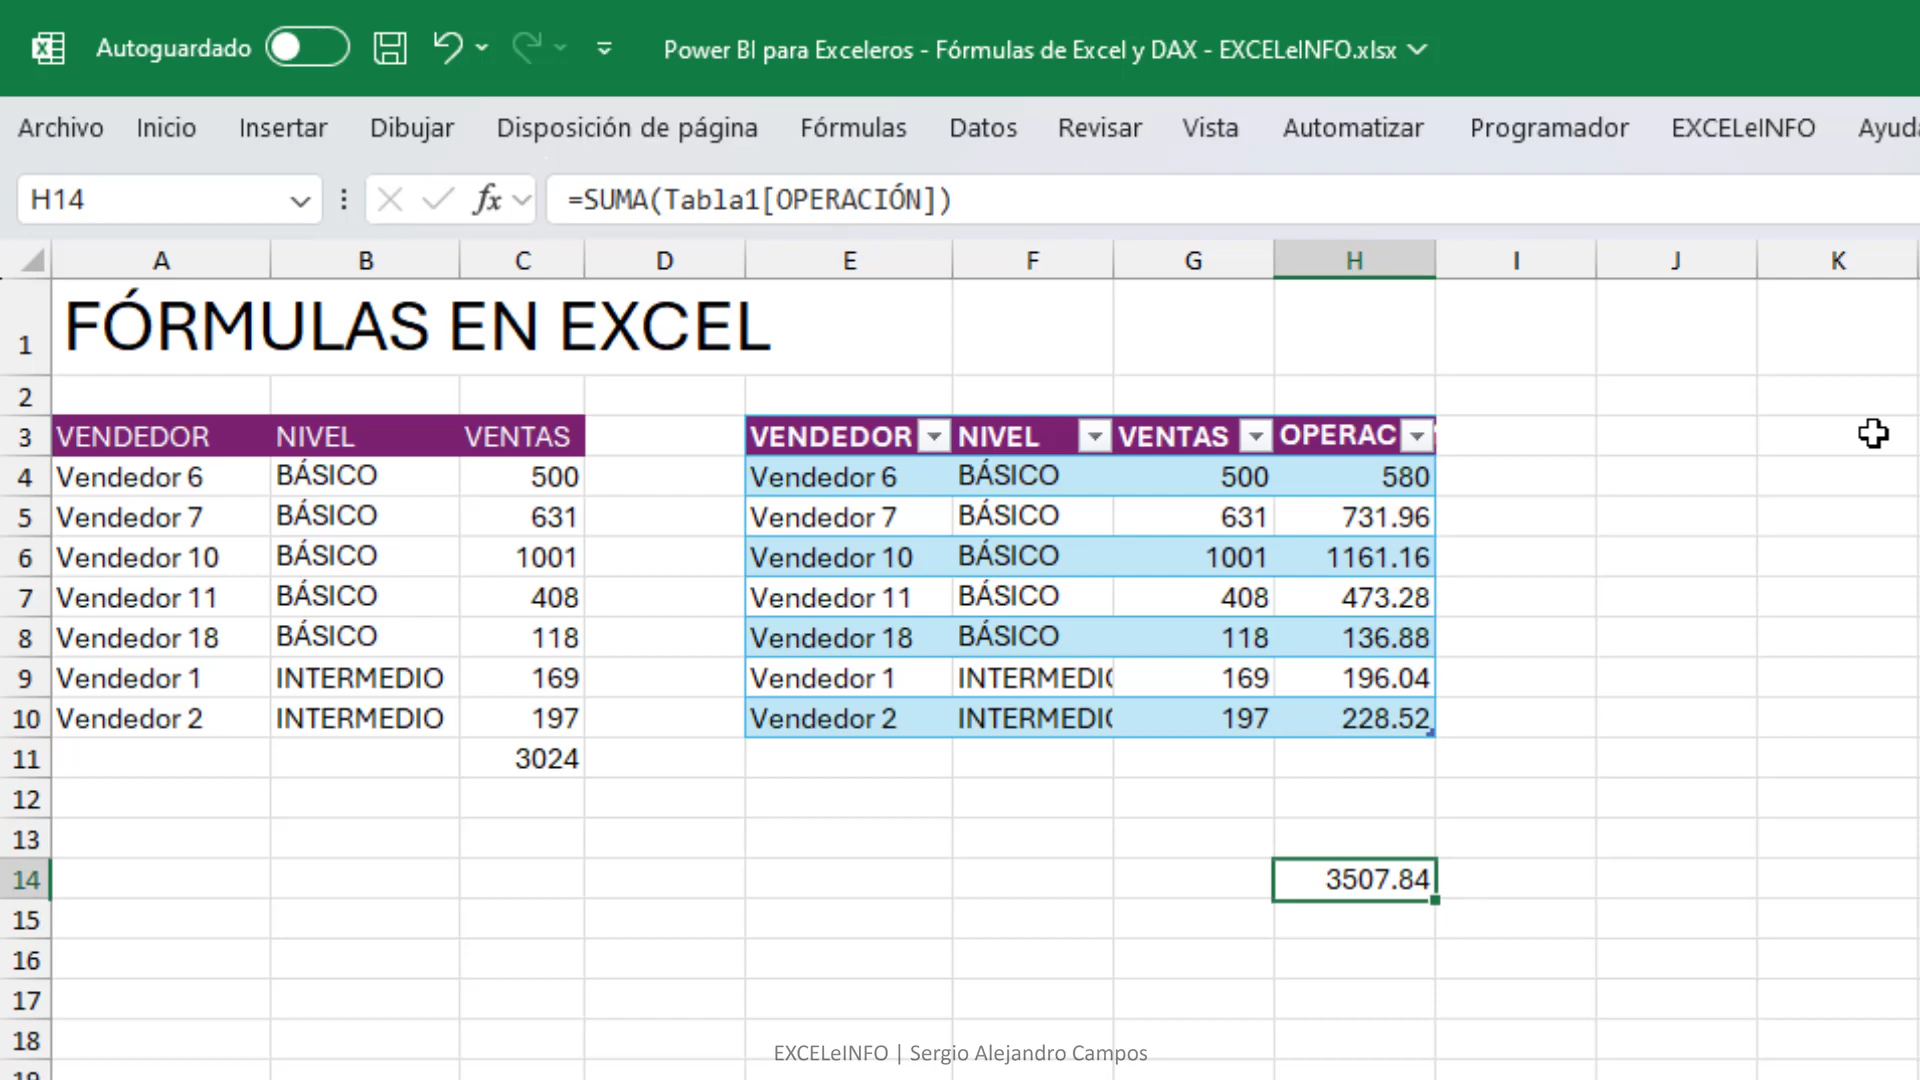 Autoguardado
Power BI para Exceleros - Fórmulas de Excel y DAX - EXCELeINFO.xlsx
Archivo Inicio Insertar Dibujar Disposición de página Fórmulas Datos Revisar Vista Automatizar Programador EXCELeINFO Ayuda
H14 fx =SUMA(Tabla1[OPERACIÓN])
A B C D E F G H I J K
1 FÓRMULAS EN EXCEL
2
3 VENDEDOR NIVEL VENTAS VENDEDOR NIVEL VENTAS OPERAC
4 Vendedor 6 BÁSICO 500 Vendedor 6 BÁSICO 500 580
5 Vendedor 7 BÁSICO 631 Vendedor 7 BÁSICO 631 731.96
6 Vendedor 10 BÁSICO 1001 Vendedor 10 BÁSICO 1001 1161.16
7 Vendedor 11 BÁSICO 408 Vendedor 11 BÁSICO 408 473.28
8 Vendedor 18 BÁSICO 118 Vendedor 18 BÁSICO 118 136.88
9 Vendedor 1 INTERMEDIO 169 Vendedor 1 INTERMEDIO 169 196.04
10 Vendedor 2 INTERMEDIO 197 Vendedor 2 INTERMEDIO 197 228.52
11 3024
12
13
14 3507.84
15
16
17
18
EXCELeINFO | Sergio Alejandro Campos
19